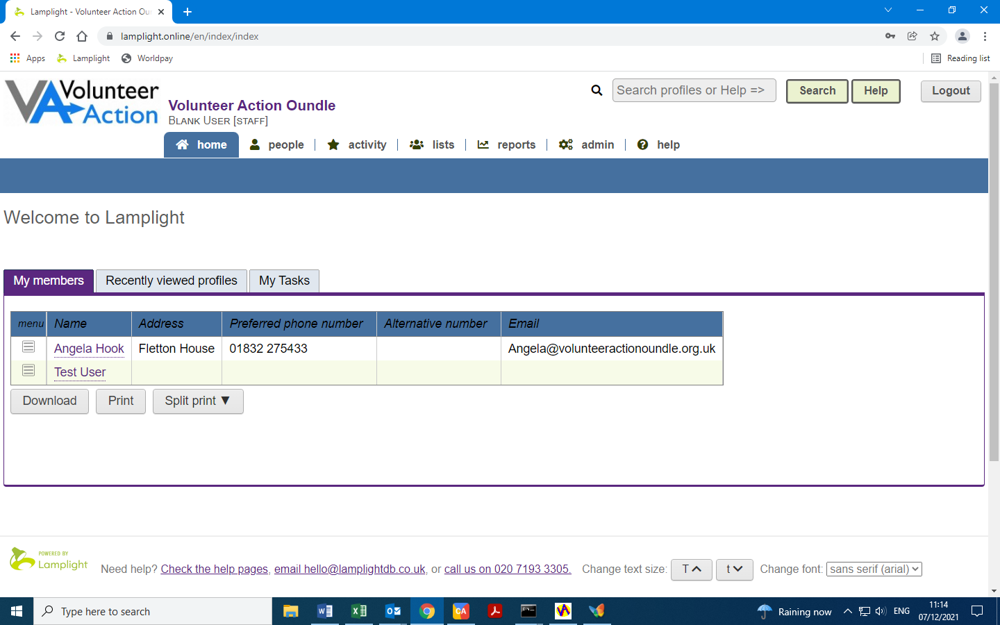 Lamplight - Volunteer Action Ou
lamplight.online/en/index/index
Apps Lamplight Worldpay Reading list
VA Volunteer Action
Volunteer Action Oundle
BLANK USER [STAFF]
Search profiles or Help => Search Help Logout
home people activity lists reports admin help
Welcome to Lamplight
My members Recently viewed profiles My Tasks
menu Name Address Preferred phone number Alternative number Email
Angela Hook Fletton House 01832 275433 Angela@volunteeractionoundle.org.uk
Test User
Download Print Split print ▼
POWERED BY
Lamplight
Need help? Check the help pages, email hello@lamplightdb.co.uk, or call us on 020 7193 3305. Change text size: T t Change font: sans serif (arial)
Type here to search
Raining now ENG
11:14
07/12/2021